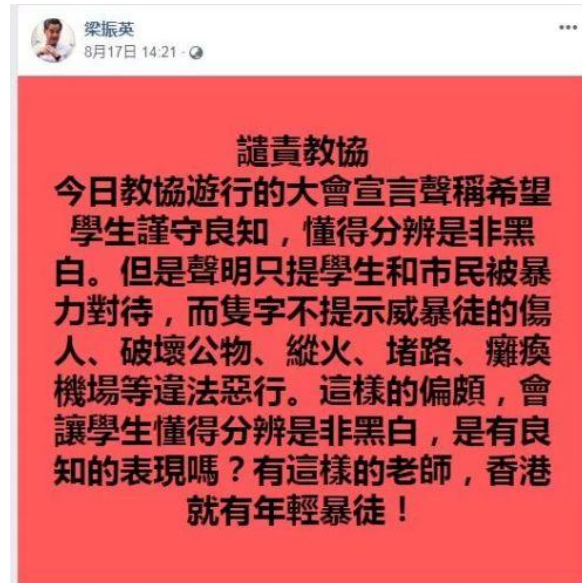 梁振英
8月17日 14:21
譴責教協
今日教協遊行的大會宣言聲稱希望
學生謹守良知，懂得分辨是非黑
白。但是聲明只提學生和市民被暴
力對待，而隻字不提示威暴徒的傷
人、破壞公物、縱火、堵路、癱瘓
機場等違法惡行。這樣的偏頗，會
讓學生懂得分辨是非黑白，是有良
知的表現嗎？有這樣的老師，香港
就有年輕暴徒！